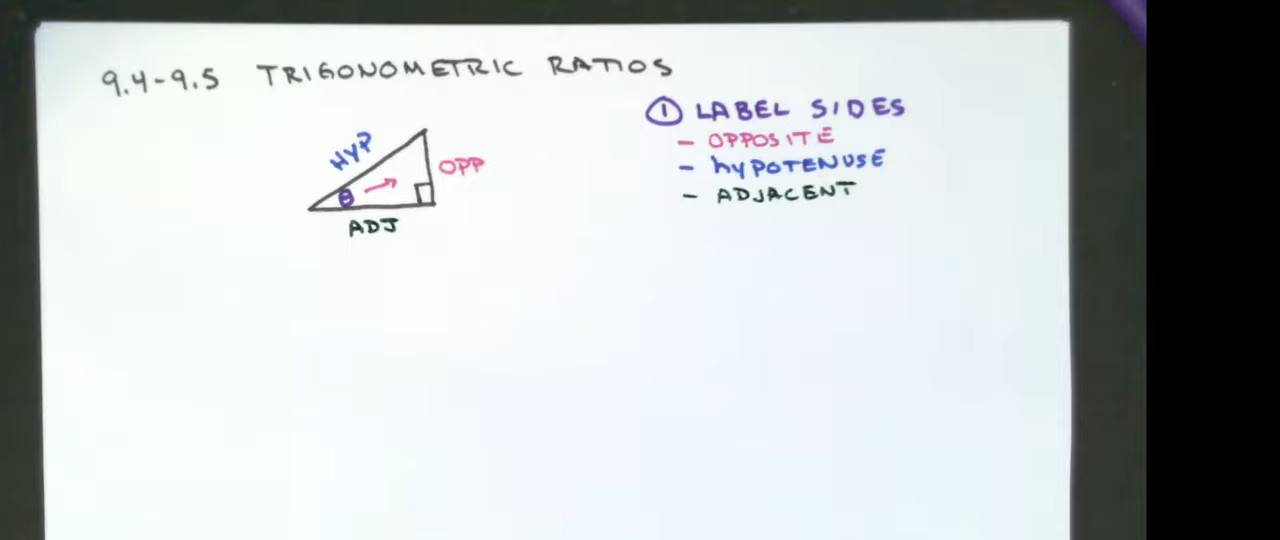 9.4-9.5 TRIGONOMETRIC RATIOS
① LABEL SIDES
- OPPOSITE
- hYPOTENUSE
- ADJACENT
HYP
OPP
θ
ADJ